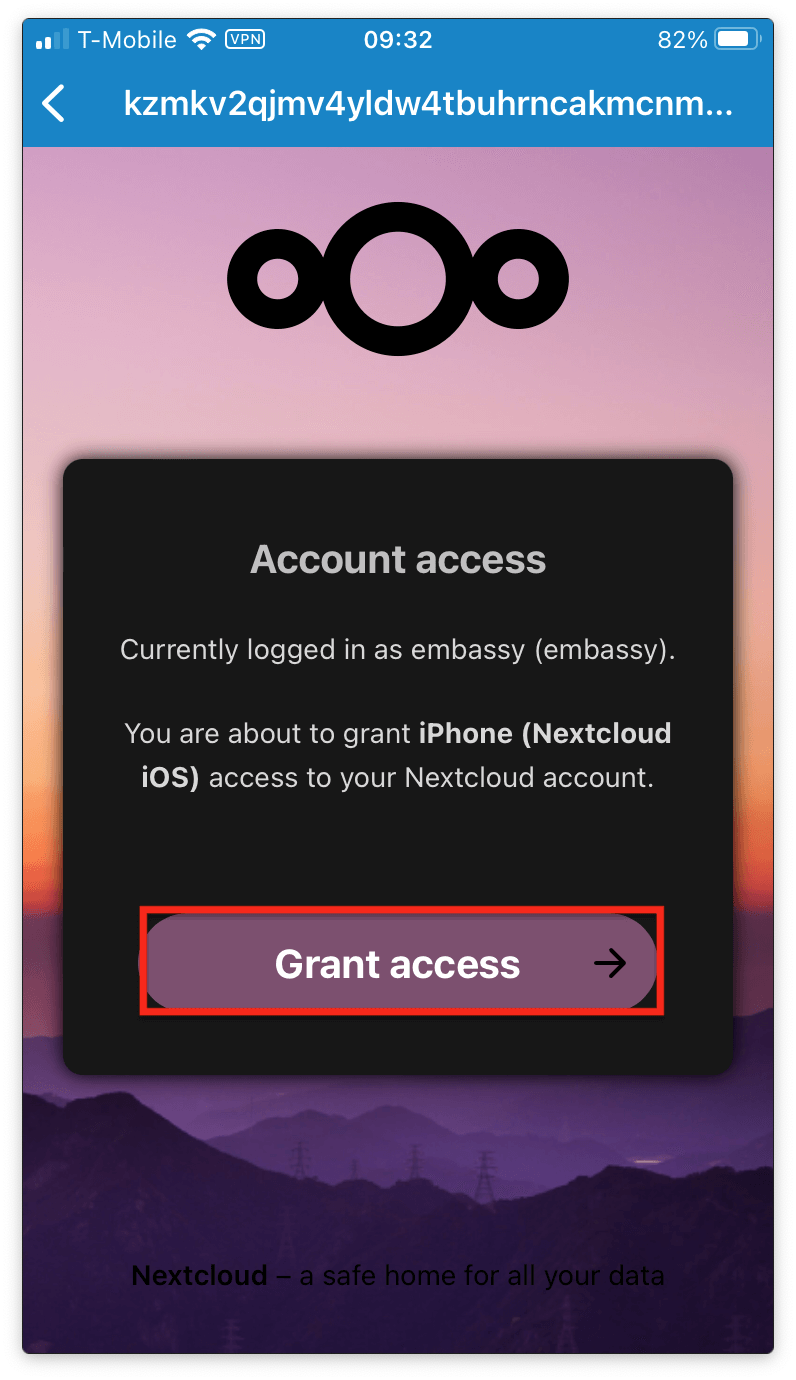 T-Mobile VPN 09:32 82%
kzmkv2qjmv4yldw4tbuhrncakmcnm...
Account access
Currently logged in as embassy (embassy).
You are about to grant iPhone (Nextcloud
iOS) access to your Nextcloud account.
Grant access
Nextcloud – a safe home for all your data